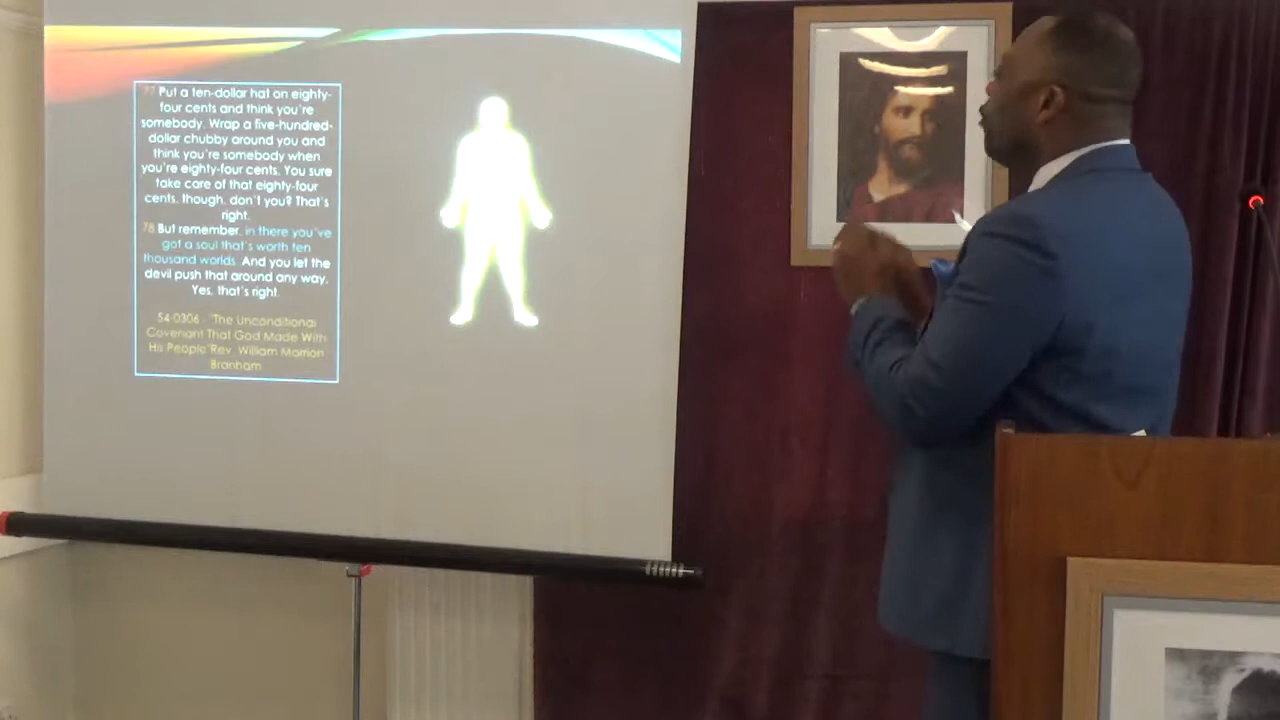 77 Put a ten-dollar hat on eighty-
four cents and think you're
somebody. Wrap a five-hundred-
dollar chubby around you and
think you're somebody when
you're eighty-four cents. You sure
take care of that eighty-four
cents, though, don't you? That's
right.
78 But remember, in there you've
got a soul that's worth ten
thousand worlds. And you let the
devil push that around any way.
Yes, that's right.
54-0306 - "The Unconditional
Covenant That God Made With
His People"Rev. William Marrion
Branham